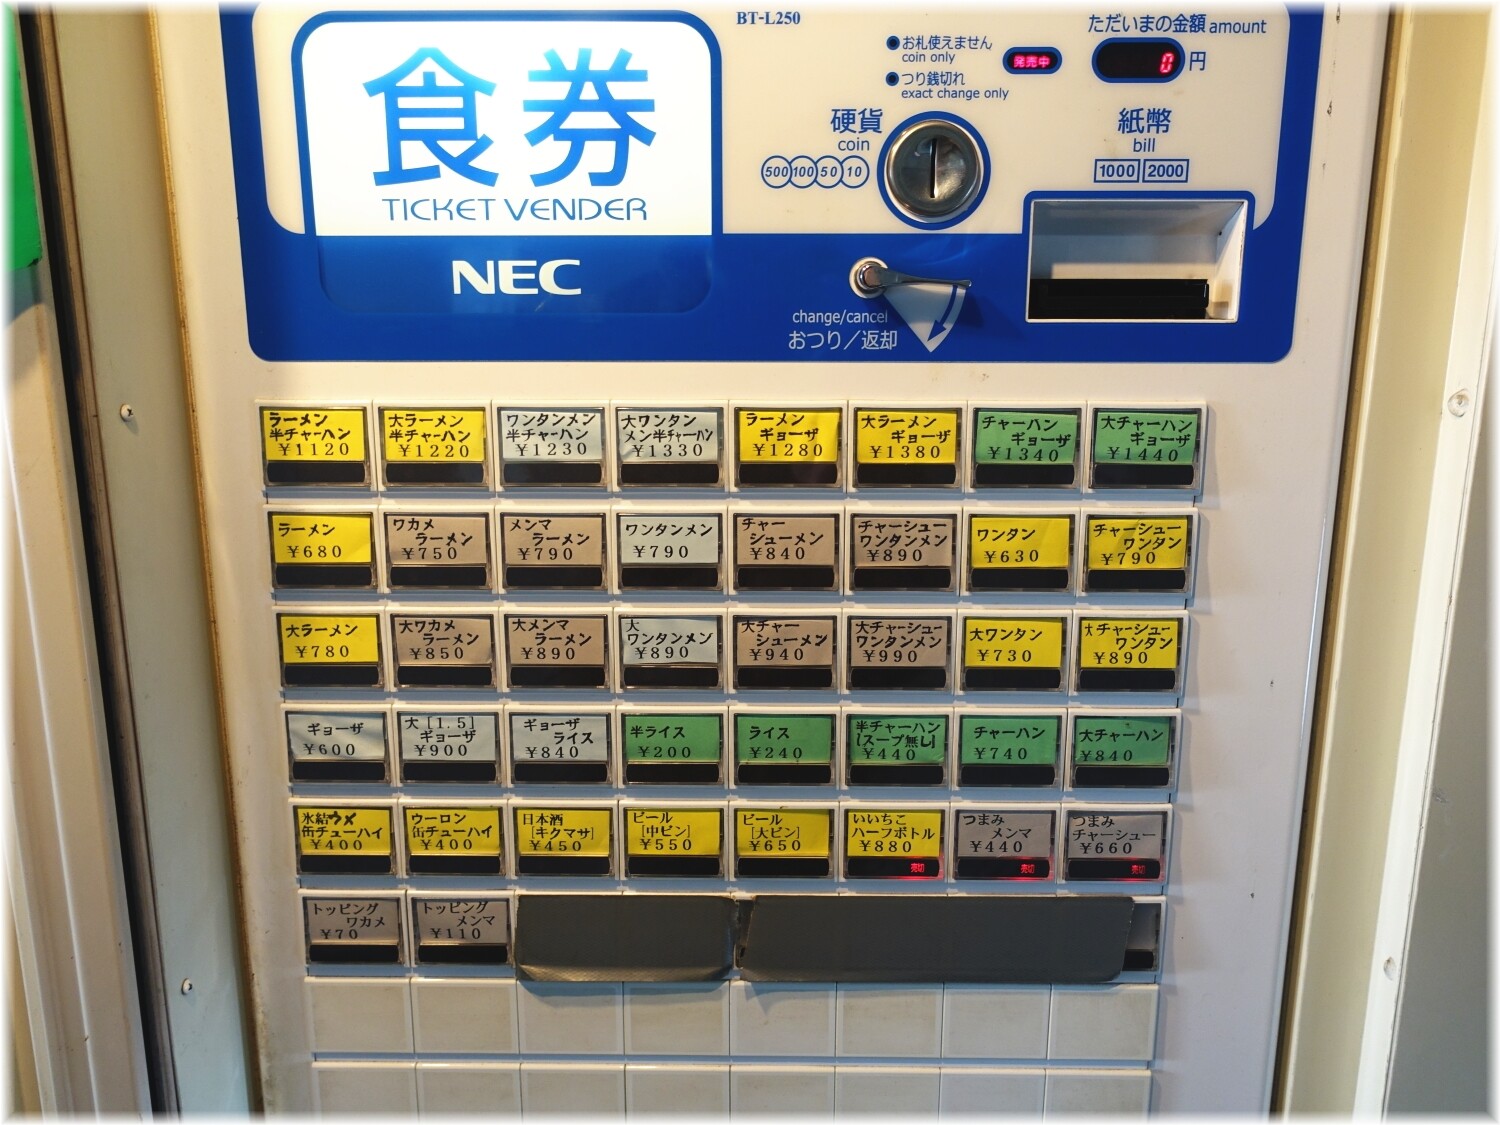 BT-L250
ただいまの金額 amount
●お札使えません
coin only
発売中
0 円
●つり銭切れ
exact change only
食券
TICKET VENDER
NEC
硬貨
coin
500 100 50 10
紙幣
bill
1000 2000
change/cancel
おつり／返却
ラーメン
半チャーハン
¥1120
大ラーメン
半チャーハン
¥1220
ワンタンメン
半チャーハン
¥1230
大ワンタン
メン半チャーハン
¥1330
ラーメン
ギョーザ
¥1280
大ラーメン
ギョーザ
¥1380
チャーハン
ギョーザ
¥1340
大チャーハン
ギョーザ
¥1440
ラーメン
¥680
ワカメ
ラーメン
¥750
メンマ
ラーメン
¥790
ワンタンメン
¥790
チャー
シューメン
¥840
チャーシュー
ワンタンメン
¥890
ワンタン
¥630
チャーシュー
ワンタン
¥790
大ラーメン
¥780
大ワカメ
ラーメン
¥850
大メンマ
ラーメン
¥890
大
ワンタンメン
¥890
大チャー
シューメン
¥940
大チャーシュー
ワンタンメン
¥990
大ワンタン
¥730
大チャーシュー
ワンタン
¥890
ギョーザ
¥600
大［1.5］
ギョーザ
¥900
ギョーザ
ライス
¥840
半ライス
¥200
ライス
¥240
半チャーハン
［スープ無し］
¥440
チャーハン
¥740
大チャーハン
¥840
氷結ウメ
缶チューハイ
¥400
ウーロン
缶チューハイ
¥400
日本酒
［キクマサ］
¥450
ビール
［中ビン］
¥550
ビール
［大ビン］
¥650
いいちこ
ハーフボトル
¥880
売切
つまみ
メンマ
¥440
売切
つまみ
チャーシュー
¥660
売切
トッピング
ワカメ
¥70
トッピング
メンマ
¥110